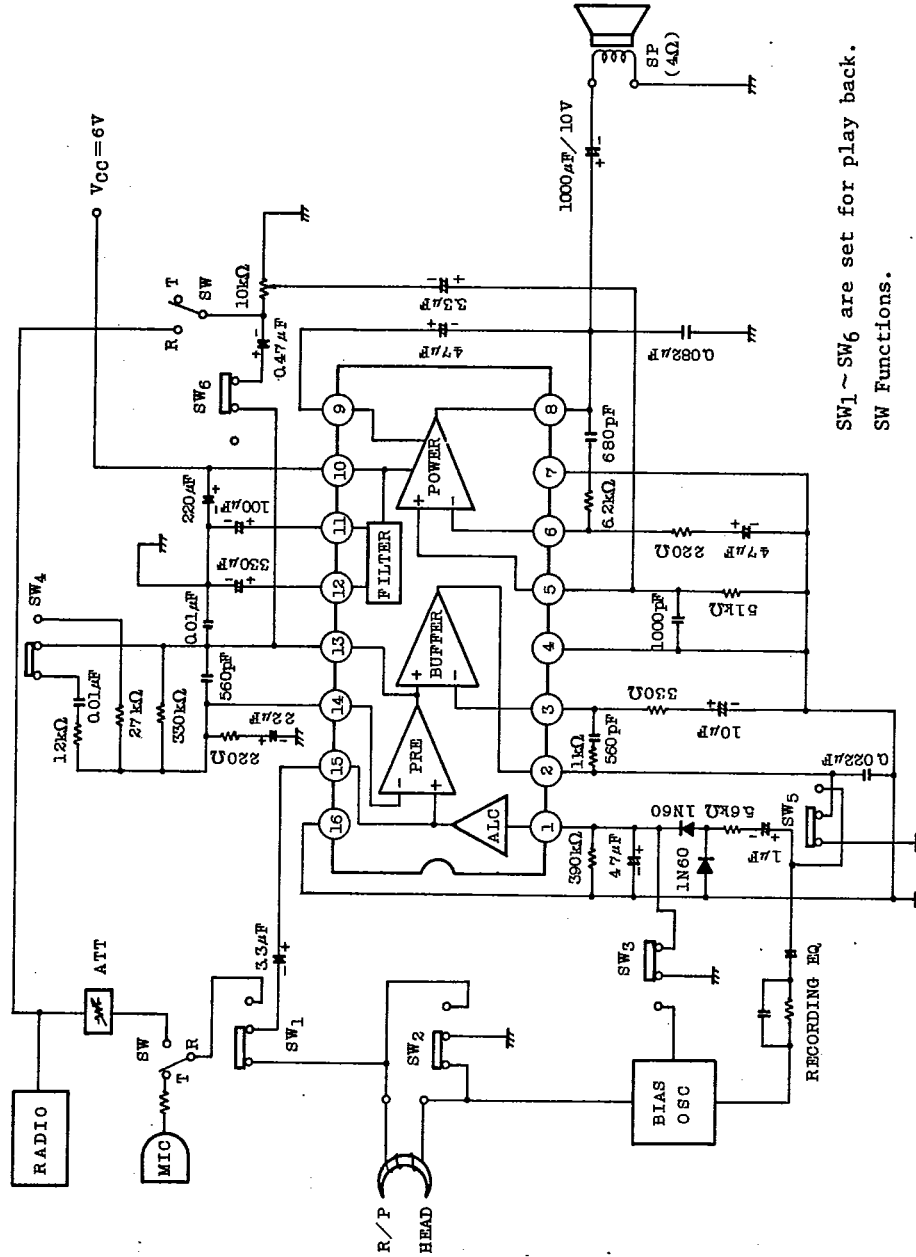 RADIO
ATT
SW
T
R
MIC
R/P
HEAD
SW1
3.3μF
SW2
BIAS
OSC
SW3
RECORDING EQ
390kΩ
47μF
1N60
1N60
5.6kΩ
1μF
SW5
0.022μF
SW4
12kΩ
0.01μF
27kΩ
330kΩ
560pF
0.01μF
220Ω
22μF
330μF
100μF
220μF
SW6
0.47μF
R
T
SW
10kΩ
VCC=6V
16
15
14
13
12
11
10
9
ALC
PRE
BUFFER
FILTER
POWER
1
2
3
4
5
6
7
8
1kΩ
560pF
330Ω
10μF
1000pF
51kΩ
220Ω
47μF
6.2kΩ
680pF
47μF
3.3μF
0.082μF
1000μF/10V
SP
(4Ω)
SW1~SW6 are set for play back.
SW Functions.